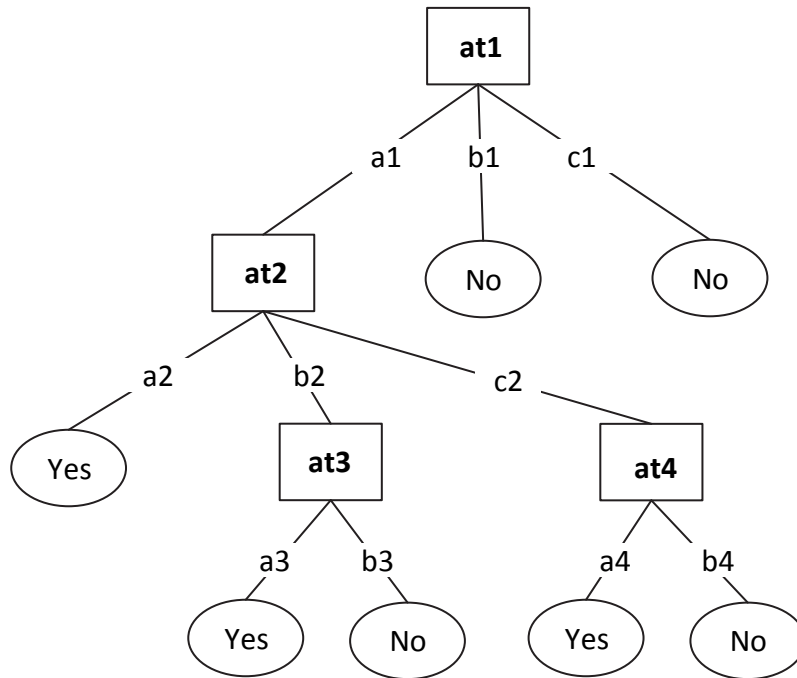 at1
a1 b1 c1
at2 No No
a2 b2 c2
Yes at3 at4
a3 b3 a4 b4
Yes No Yes No